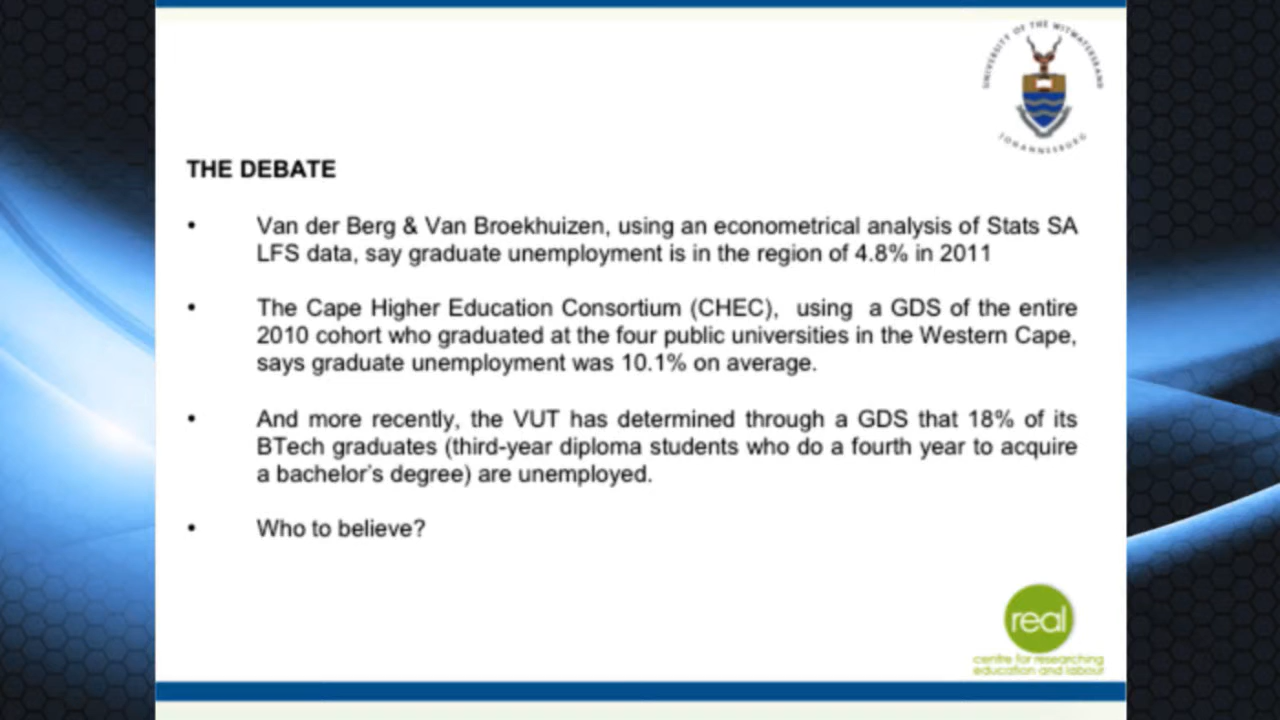 UNIVERSITY OF THE WITWATERSRAND
JOHANNESBURG
THE DEBATE
• Van der Berg & Van Broekhuizen, using an econometrical analysis of Stats SA
LFS data, say graduate unemployment is in the region of 4.8% in 2011
• The Cape Higher Education Consortium (CHEC), using a GDS of the entire
2010 cohort who graduated at the four public universities in the Western Cape,
says graduate unemployment was 10.1% on average.
• And more recently, the VUT has determined through a GDS that 18% of its
BTech graduates (third-year diploma students who do a fourth year to acquire
a bachelor's degree) are unemployed.
• Who to believe?
real
centre for researching
education and labour